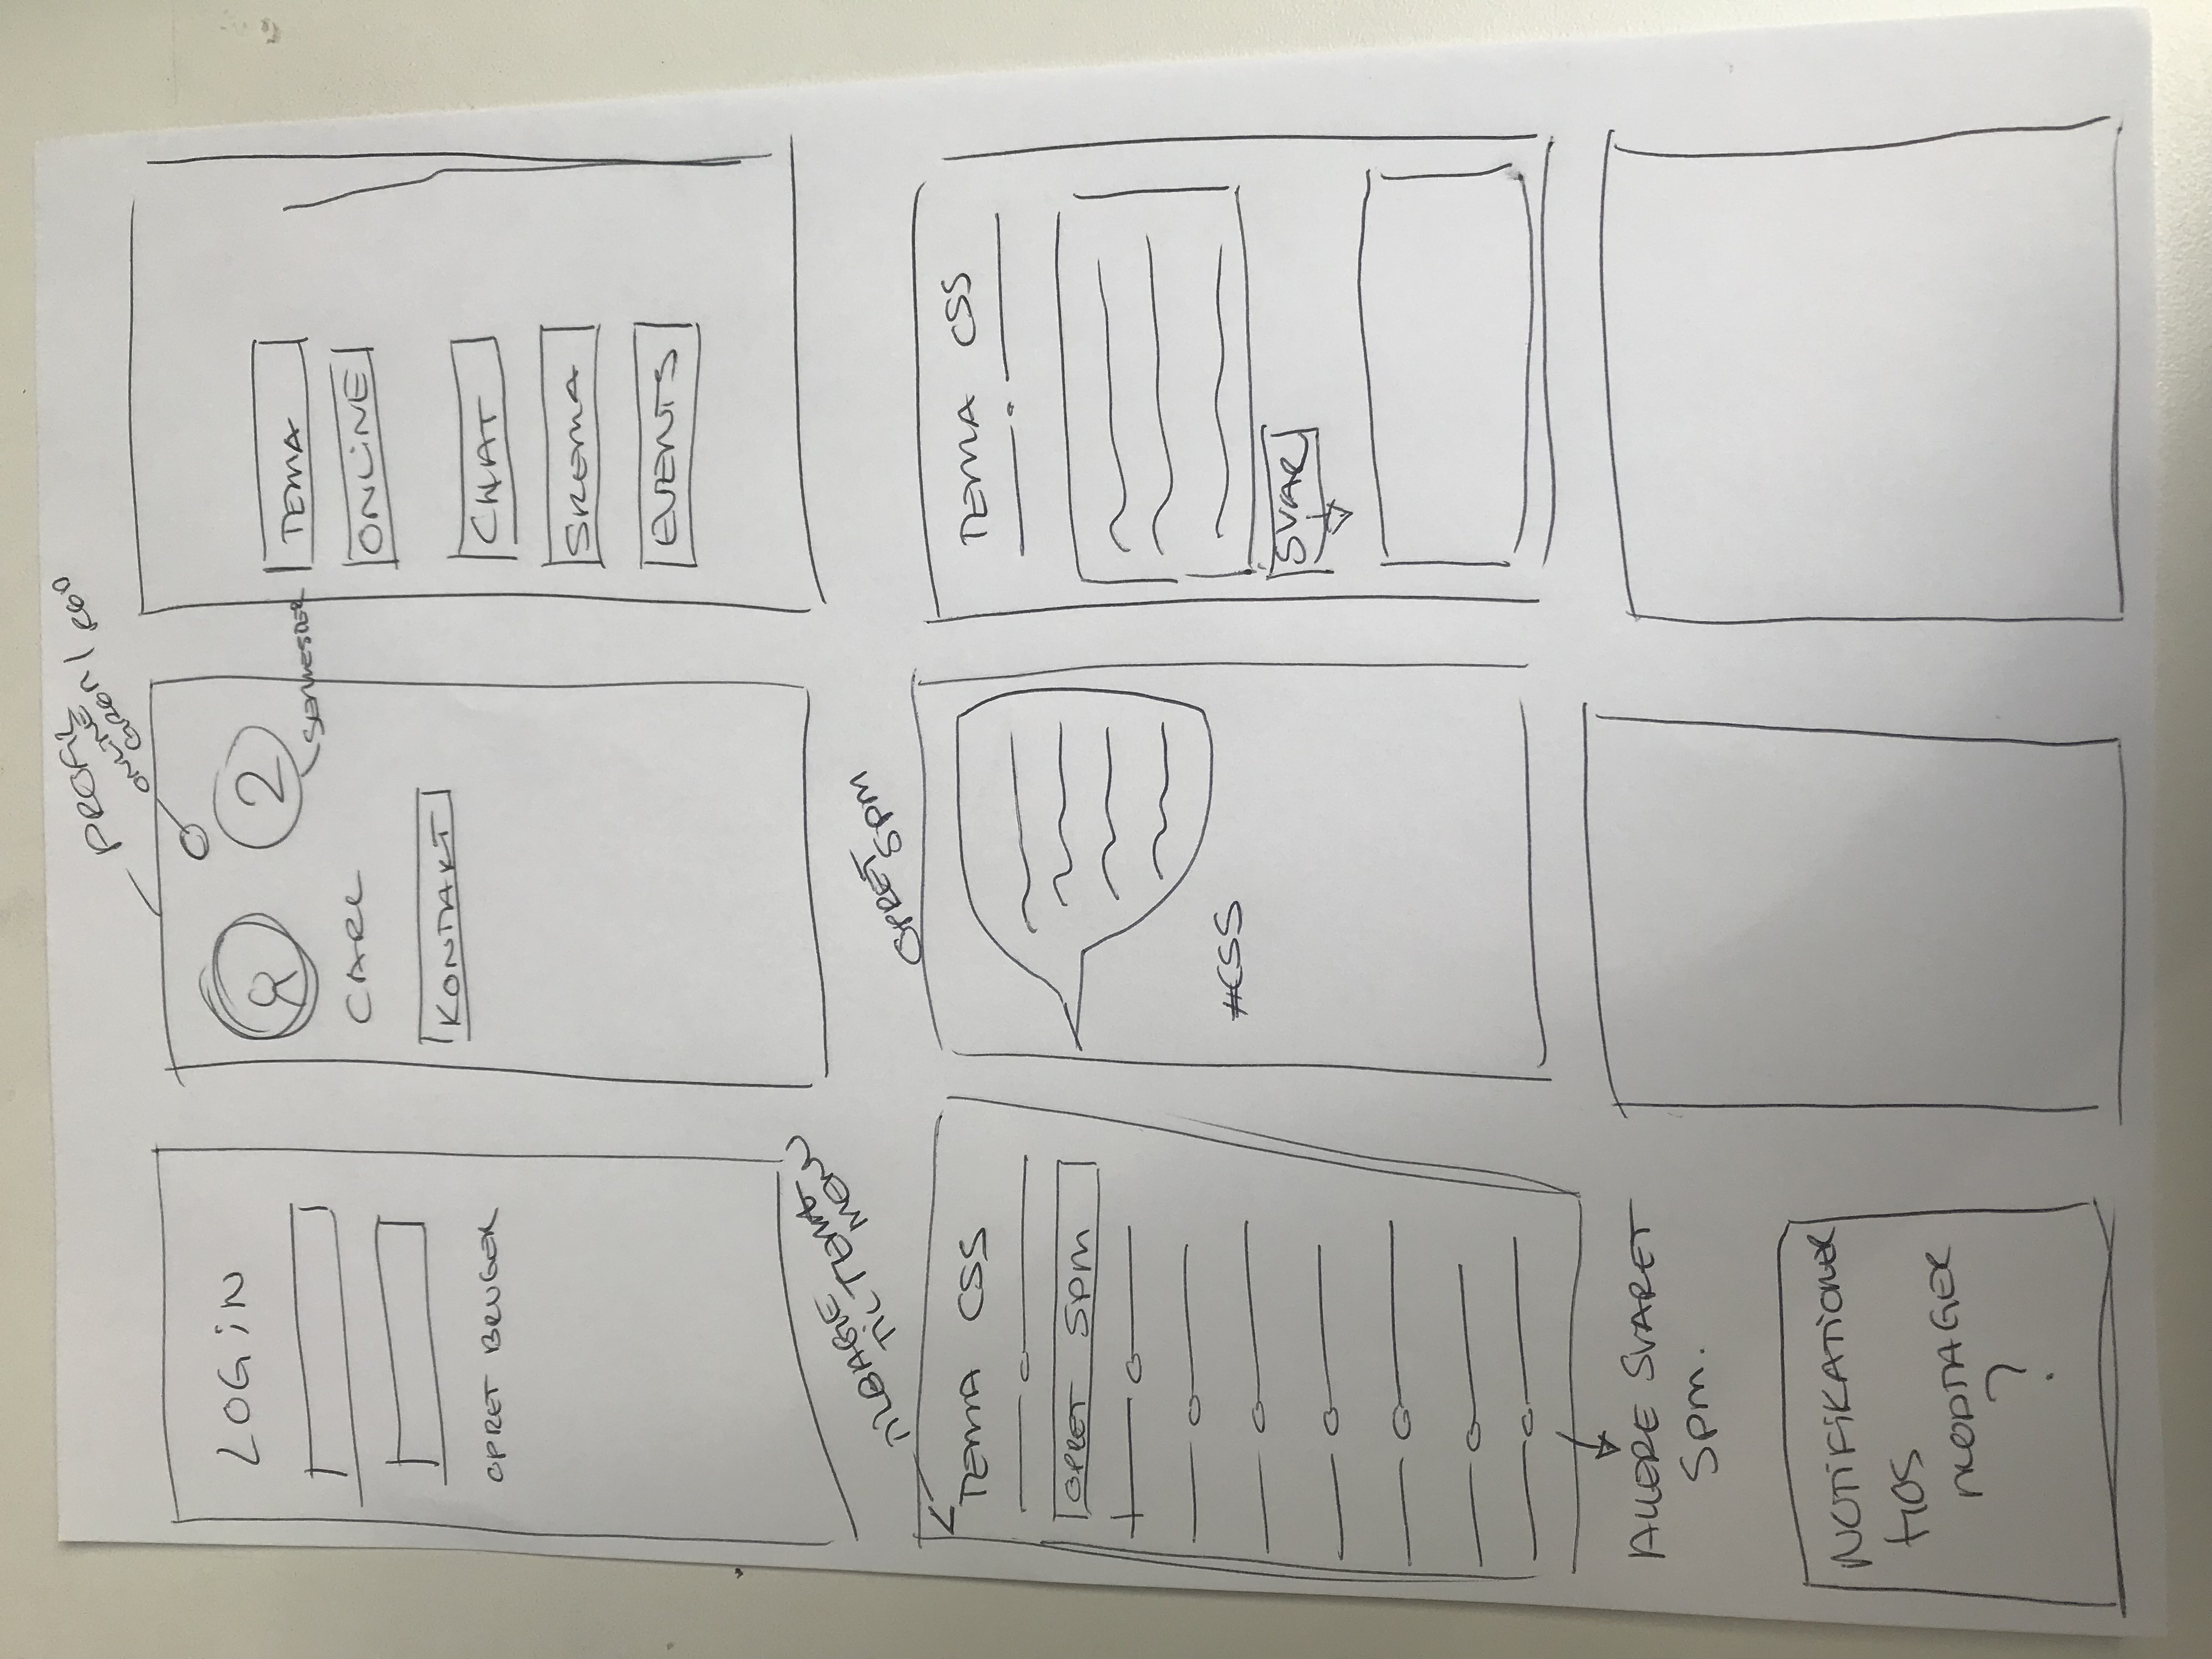 PROFIL
ONLINE
GRØN / RØD
LOGIN
OPRET BRUGER
2
SEMESTER
CARL
KONTAKT
TEMA
ONLINE
CHAT
SKEMA
EVENTS
TILBAGE
TIL TEMA
MENU
TEMA CSS
OPRET SPM
OPRET
SPM
#CSS
TEMA CSS
SVAR
ALLERE SVARET
SPM.
NOTIFIKATIONER
HOS
MODTAGER
?